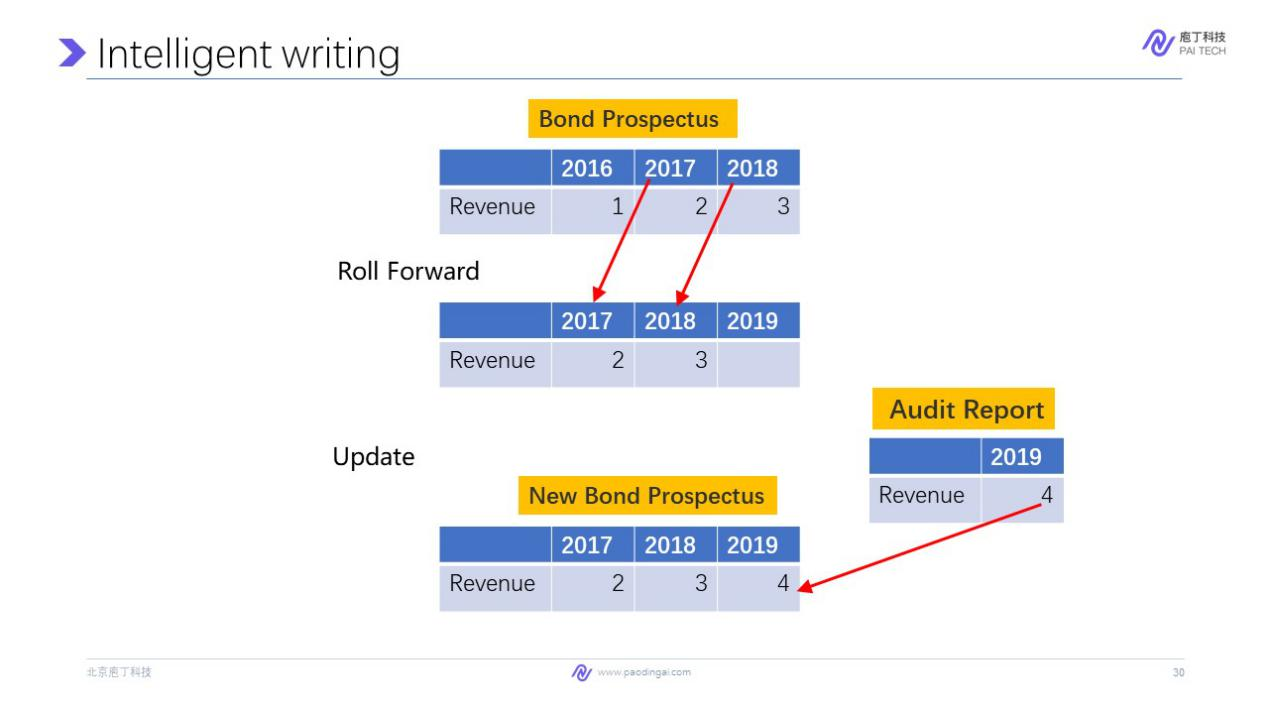 Intelligent writing
庖丁科技
PAI TECH
Bond Prospectus
2016 2017 2018
Revenue 1 2 3
Roll Forward
2017 2018 2019
Revenue 2 3
Audit Report
2019
Revenue 4
Update
New Bond Prospectus
2017 2018 2019
Revenue 2 3 4
北京庖丁科技
www.paodingai.com
30